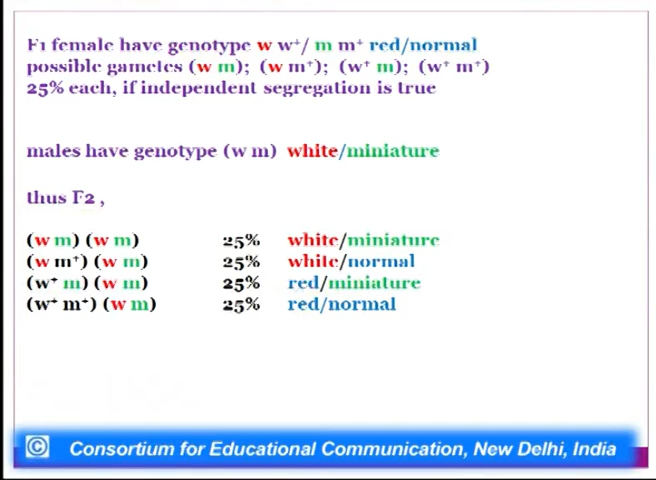 F1 female have genotype w w⁺/ m m⁺ red/normal
possible gametes (w m); (w m⁺); (w⁺ m); (w⁺ m⁺)
25% each, if independent segregation is true
males have genotype (w m) white/miniature
thus F2 ,
(w m) (w m) 25% white/miniature
(w m⁺) (w m) 25% white/normal
(w⁺ m) (w m) 25% red/miniature
(w⁺ m⁺) (w m) 25% red/normal
© Consortium for Educational Communication, New Delhi, India